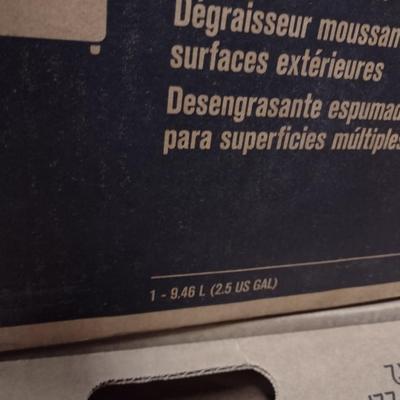 Dégraisseur moussan
surfaces extérieures
Desengrasante espumad
para superficies múltiples
1 - 9.46 L (2.5 US GAL)